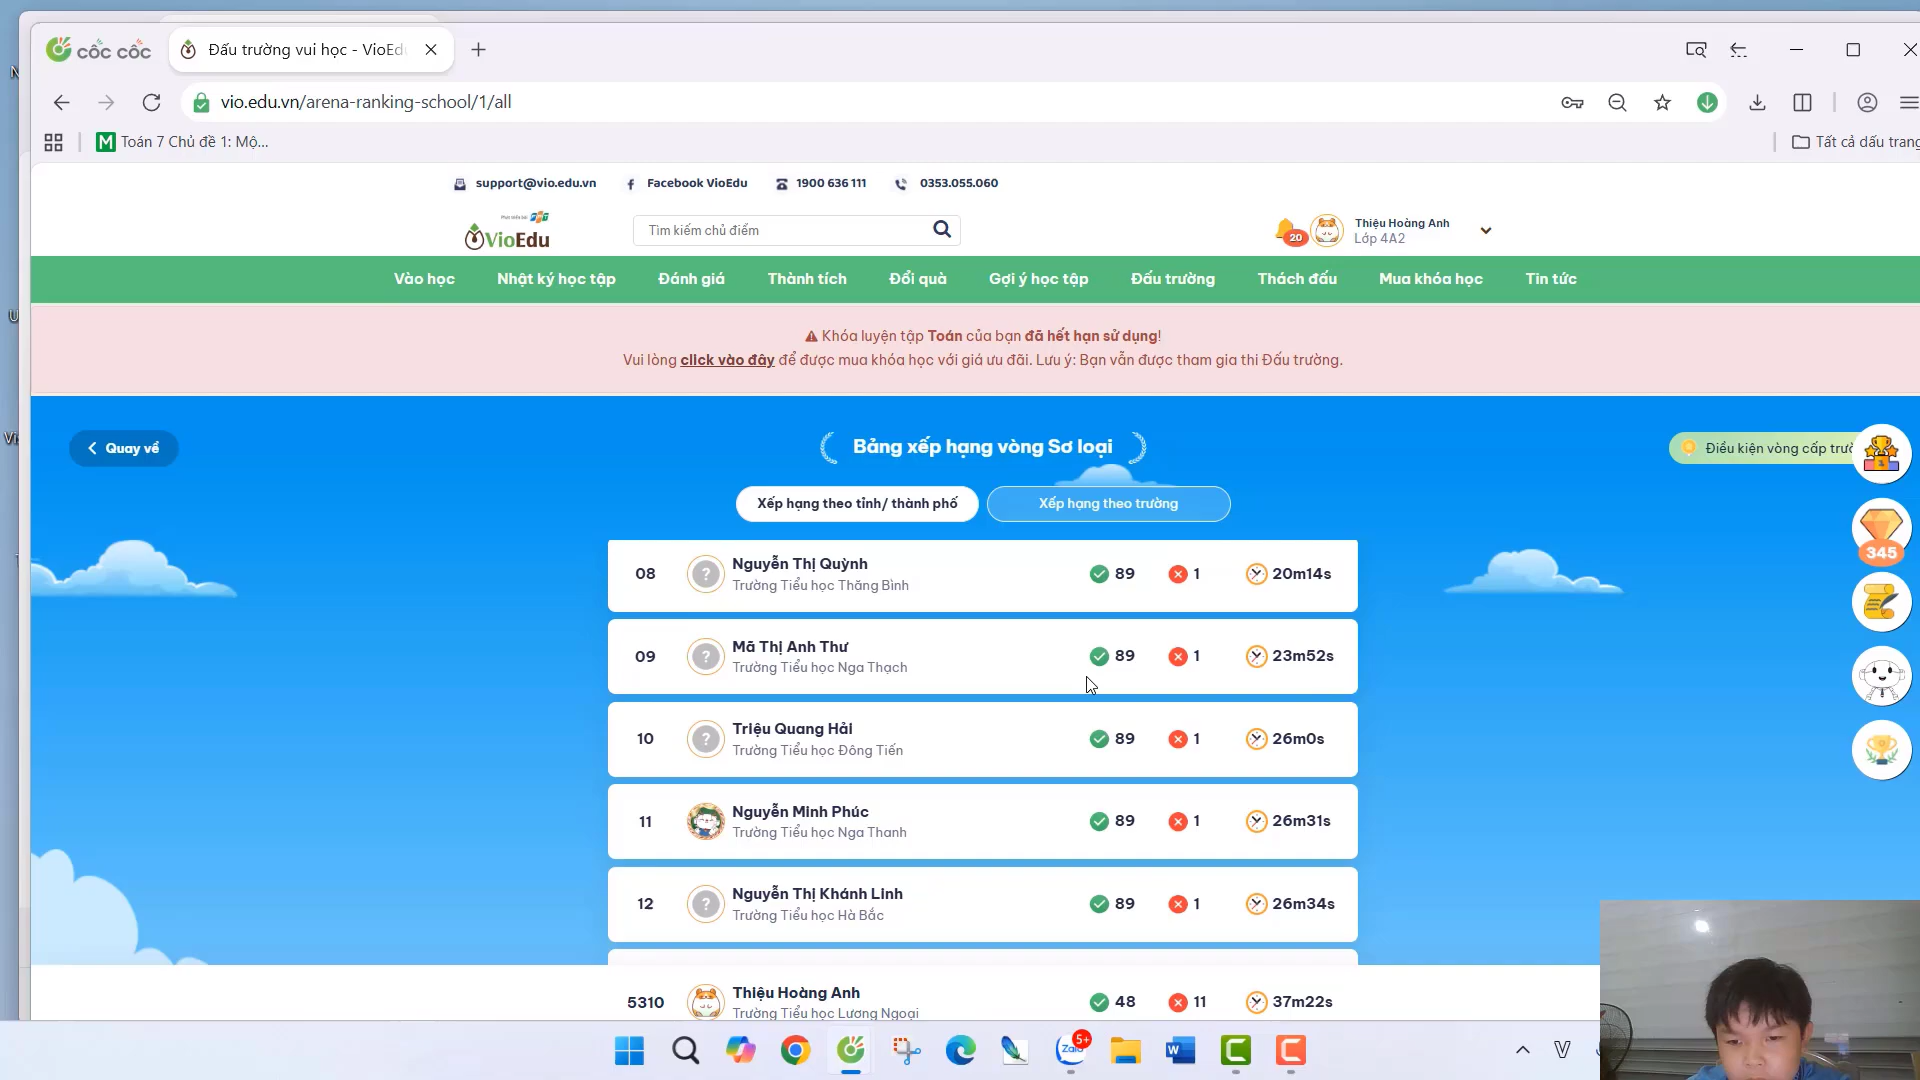 cốc cốc
Đấu trường vui học - VioEdu
vio.edu.vn/arena-ranking-school/1/all
M Toán 7 Chủ đề 1: Mộ...
Tất cả dấu trang
support@vio.edu.vn Facebook VioEdu 1900 636 111 0353.055.060
FPT
VioEdu
Tìm kiếm chủ điểm
20
Thiệu Hoàng Anh
Lớp 4A2
Vào học Nhật ký học tập Đánh giá Thành tích Đổi quà Gợi ý học tập Đấu trường Thách đấu Mua khóa học Tin tức
Khóa luyện tập Toán của bạn đã hết hạn sử dụng!
Vui lòng click vào đây để được mua khóa học với giá ưu đãi. Lưu ý: Bạn vẫn được tham gia thi Đấu trường.
Quay về
Bảng xếp hạng vòng Sơ loại
Điều kiện vòng cấp trườ
Xếp hạng theo tỉnh/ thành phố
Xếp hạng theo trường
345
08 Nguyễn Thị Quỳnh 89 1 20m14s
Trường Tiểu học Thăng Bình
09 Mã Thị Anh Thư 89 1 23m52s
Trường Tiểu học Nga Thạch
10 Triệu Quang Hải 89 1 26m0s
Trường Tiểu học Đông Tiến
11 Nguyễn Minh Phúc 89 1 26m31s
Trường Tiểu học Nga Thanh
12 Nguyễn Thị Khánh Linh 89 1 26m34s
Trường Tiểu học Hà Bắc
5310 Thiệu Hoàng Anh 48 11 37m22s
Trường Tiểu học Lương Ngoại
Zalo
5+
V